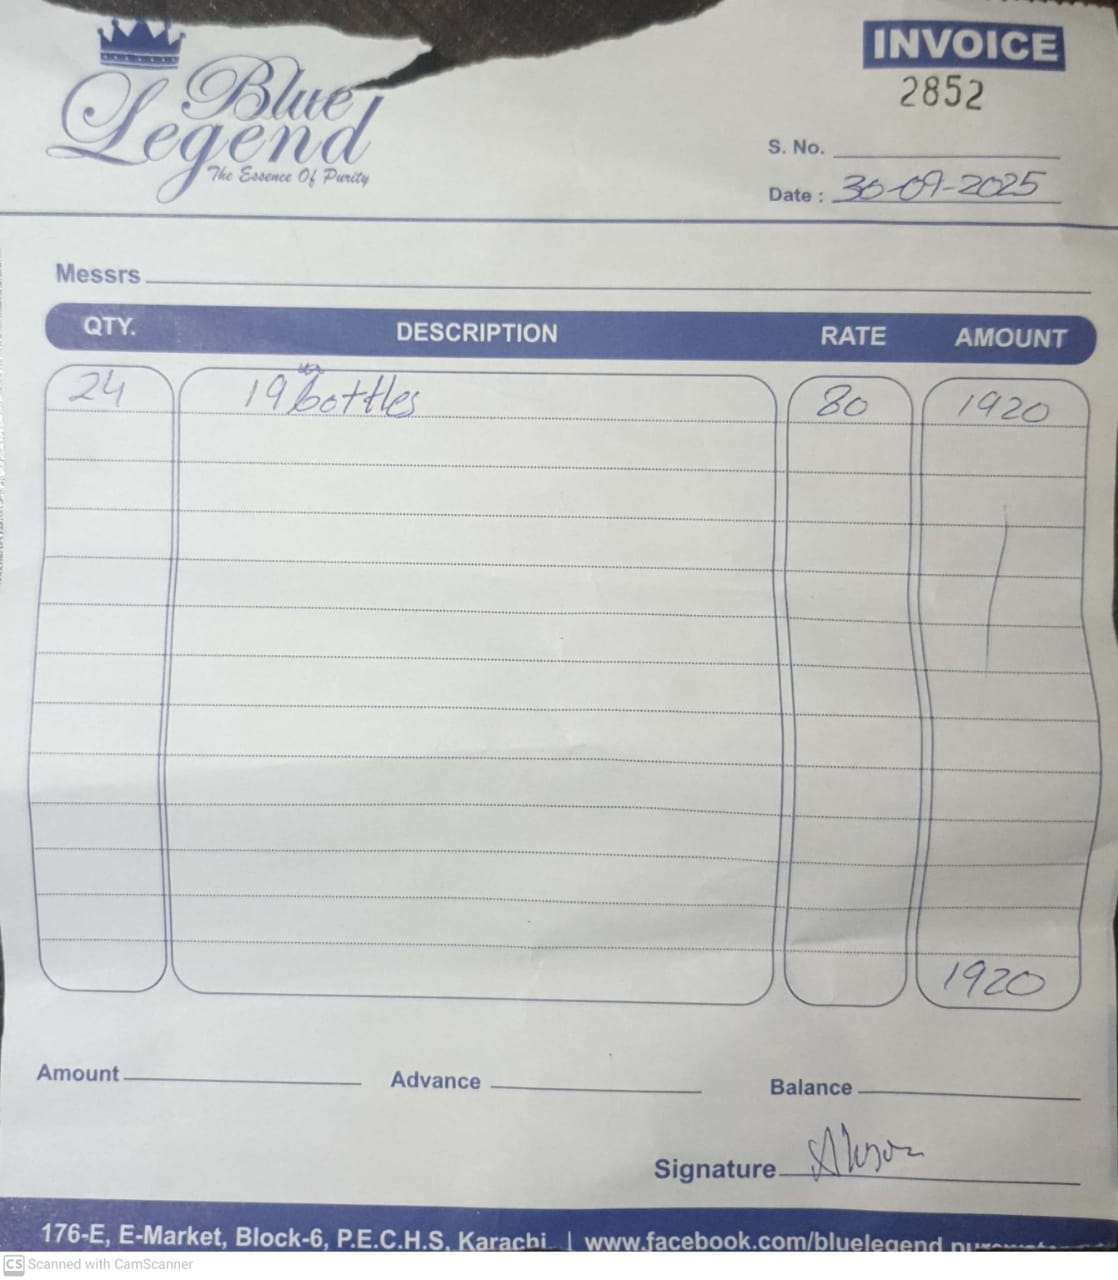 Blue
Legend
The Essence Of Purity
INVOICE
2852
S. No.
Date : 30-09-2025
Messrs
QTY. DESCRIPTION RATE AMOUNT
24 19 bottles 80 1920
1920
Amount Advance Balance
Signature
176-E, E-Market, Block-6, P.E.C.H.S, Karachi | www.facebook.com/bluelegend
CS Scanned with CamScanner